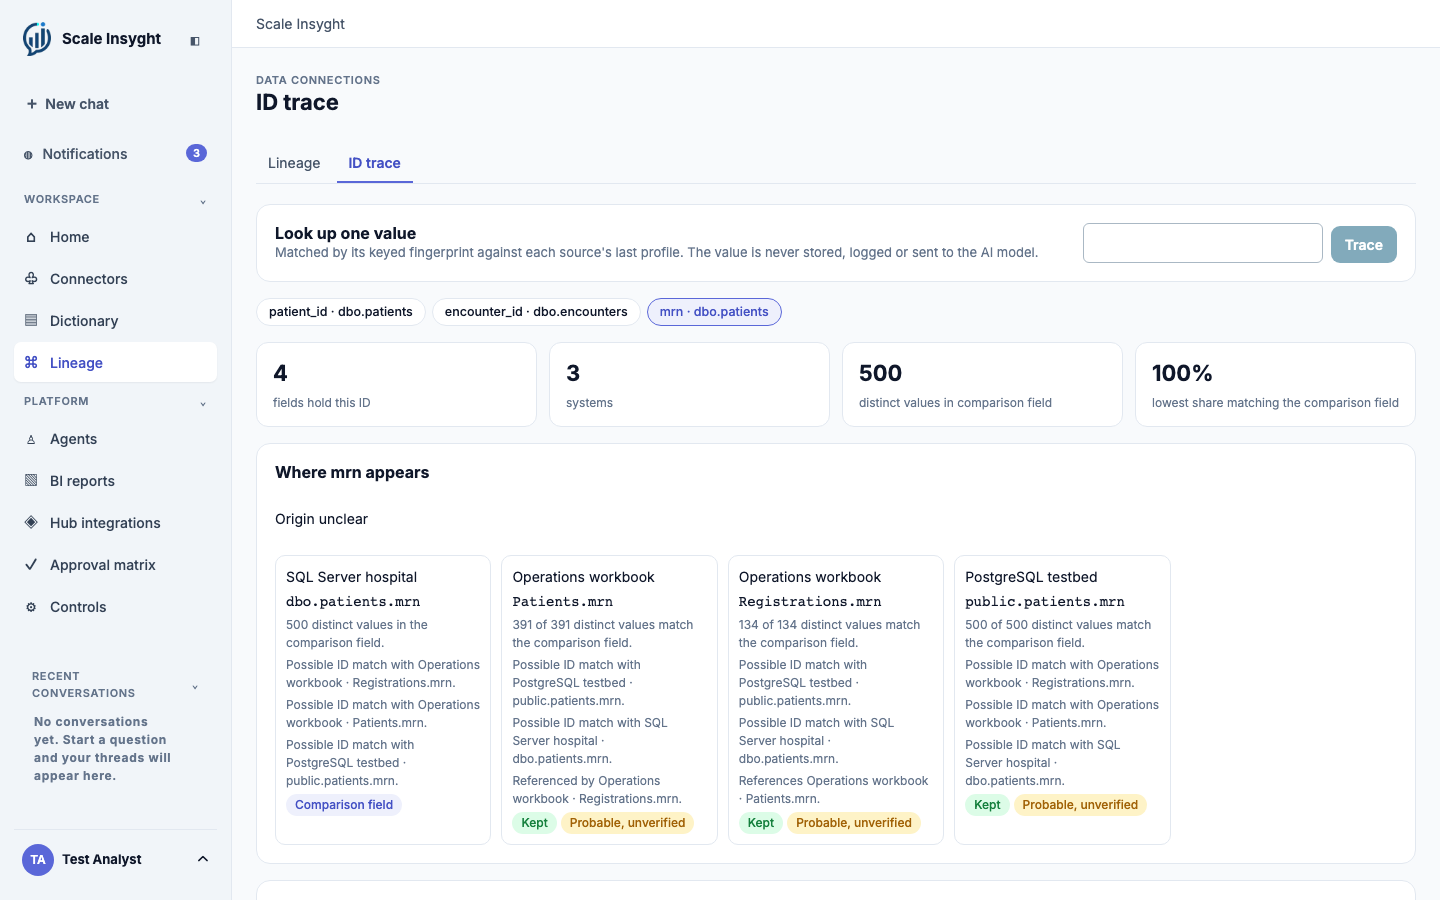 Scale Insyght
Scale Insyght
+ New chat
Notifications 3
WORKSPACE
Home
Connectors
Dictionary
Lineage
PLATFORM
Agents
BI reports
Hub integrations
Approval matrix
Controls
RECENT
CONVERSATIONS
No conversations
yet. Start a question
and your threads will
appear here.
TA Test Analyst
DATA CONNECTIONS
ID trace
Lineage ID trace
Look up one value
Matched by its keyed fingerprint against each source's last profile. The value is never stored, logged or sent to the AI model.
Trace
patient_id · dbo.patients encounter_id · dbo.encounters mrn · dbo.patients
4
fields hold this ID
3
systems
500
distinct values in comparison field
100%
lowest share matching the comparison field
Where mrn appears
Origin unclear
SQL Server hospital
dbo.patients.mrn
500 distinct values in the
comparison field.
Possible ID match with Operations
workbook · Registrations.mrn.
Possible ID match with Operations
workbook · Patients.mrn.
Possible ID match with
PostgreSQL testbed ·
public.patients.mrn.
Comparison field
Operations workbook
Patients.mrn
391 of 391 distinct values match
the comparison field.
Possible ID match with
PostgreSQL testbed ·
public.patients.mrn.
Possible ID match with SQL
Server hospital ·
dbo.patients.mrn.
Referenced by Operations
workbook · Registrations.mrn.
Kept Probable, unverified
Operations workbook
Registrations.mrn
134 of 134 distinct values match
the comparison field.
Possible ID match with
PostgreSQL testbed ·
public.patients.mrn.
Possible ID match with SQL
Server hospital ·
dbo.patients.mrn.
References Operations workbook
· Patients.mrn.
Kept Probable, unverified
PostgreSQL testbed
public.patients.mrn
500 of 500 distinct values match
the comparison field.
Possible ID match with Operations
workbook · Registrations.mrn.
Possible ID match with Operations
workbook · Patients.mrn.
Possible ID match with SQL
Server hospital ·
dbo.patients.mrn.
Kept Probable, unverified